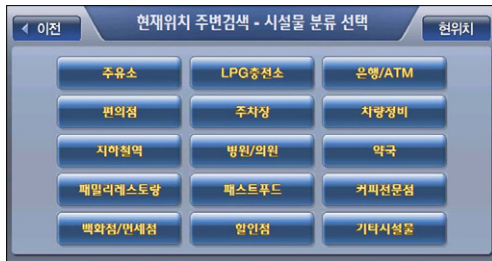 이전 현재위치 주변검색 - 시설물 분류 선택 현위치
주유소 LPG충전소 은행/ATM
편의점 주차장 차량정비
지하철역 병원/의원 약국
패밀리레스토랑 패스트푸드 커피전문점
백화점/면세점 할인점 기타시설물